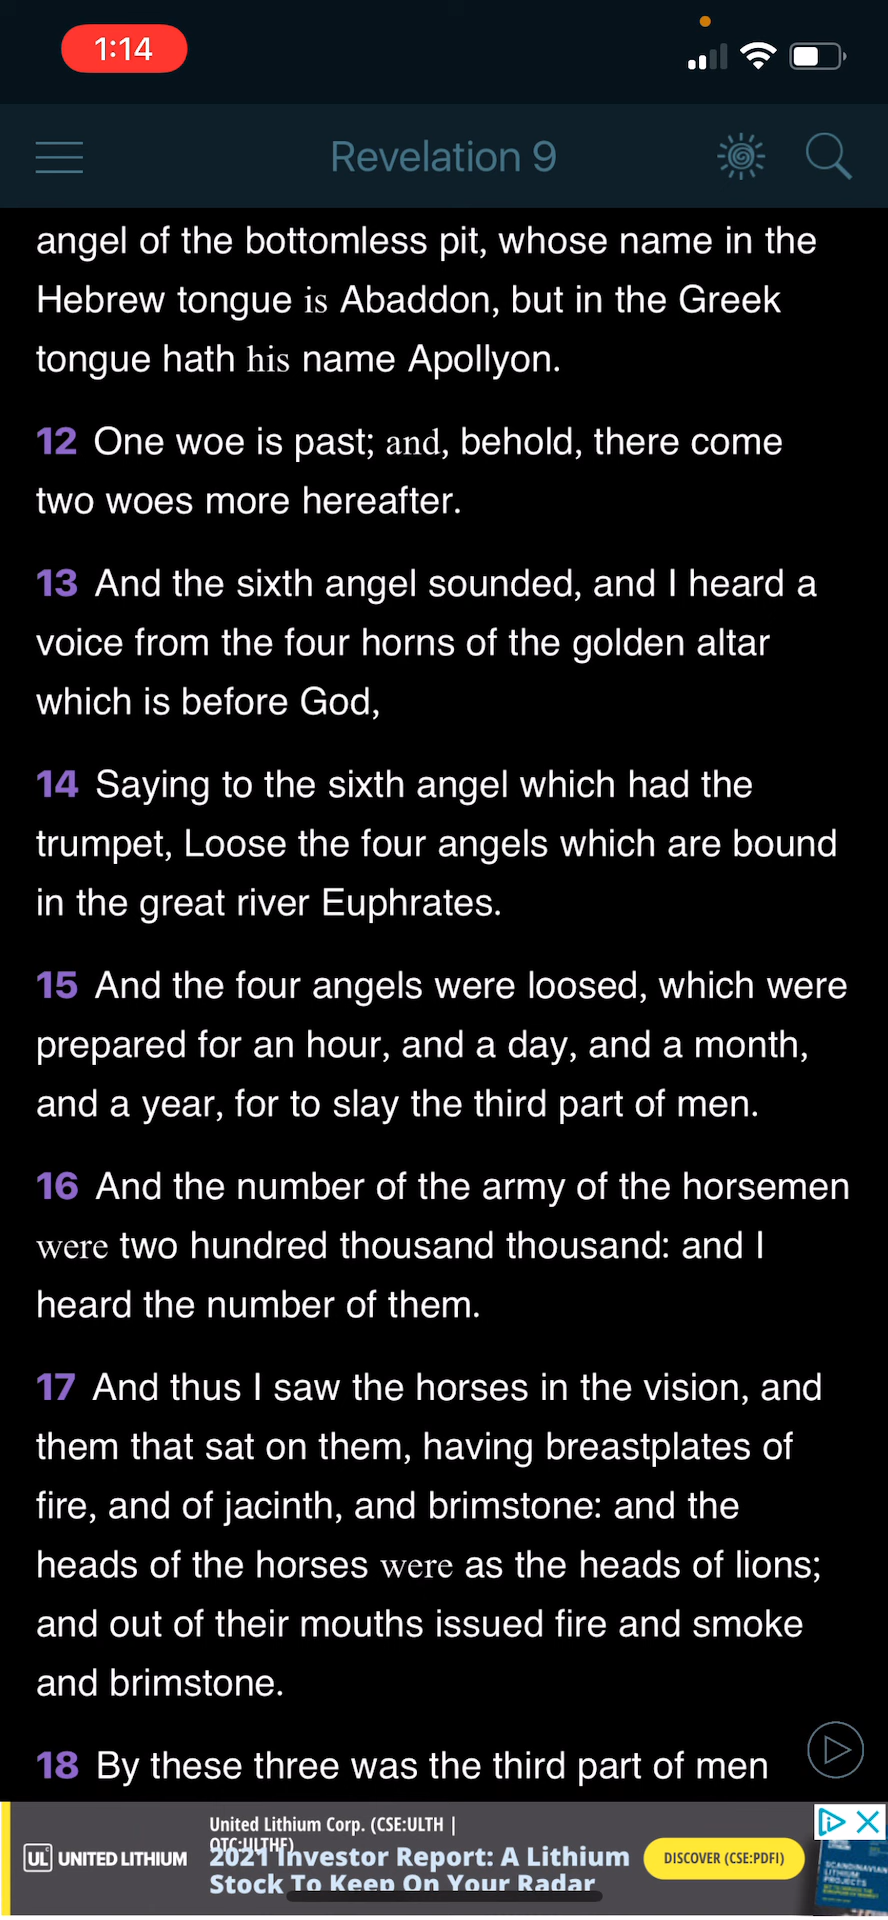 1:14
Revelation 9
angel of the bottomless pit, whose name in the
Hebrew tongue is Abaddon, but in the Greek
tongue hath his name Apollyon.
12 One woe is past; and, behold, there come
two woes more hereafter.
13 And the sixth angel sounded, and I heard a
voice from the four horns of the golden altar
which is before God,
14 Saying to the sixth angel which had the
trumpet, Loose the four angels which are bound
in the great river Euphrates.
15 And the four angels were loosed, which were
prepared for an hour, and a day, and a month,
and a year, for to slay the third part of men.
16 And the number of the army of the horsemen
were two hundred thousand thousand: and I
heard the number of them.
17 And thus I saw the horses in the vision, and
them that sat on them, having breastplates of
fire, and of jacinth, and brimstone: and the
heads of the horses were as the heads of lions;
and out of their mouths issued fire and smoke
and brimstone.
18 By these three was the third part of men
United Lithium Corp. (CSE:ULTH |
OTC:ULTHF)
UL UNITED LITHIUM
2021 Investor Report: A Lithium
Stock To Keep On Your Radar
DISCOVER (CSE:PDFI)
SCANDINAVIAN
LITHIUM
PROJECTS